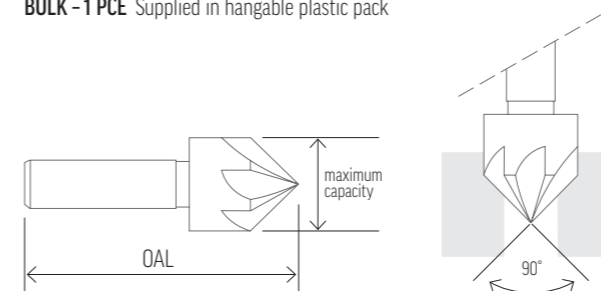 BULK – 1 PCE Supplied in hangable plastic pack
maximum
capacity
OAL
90°